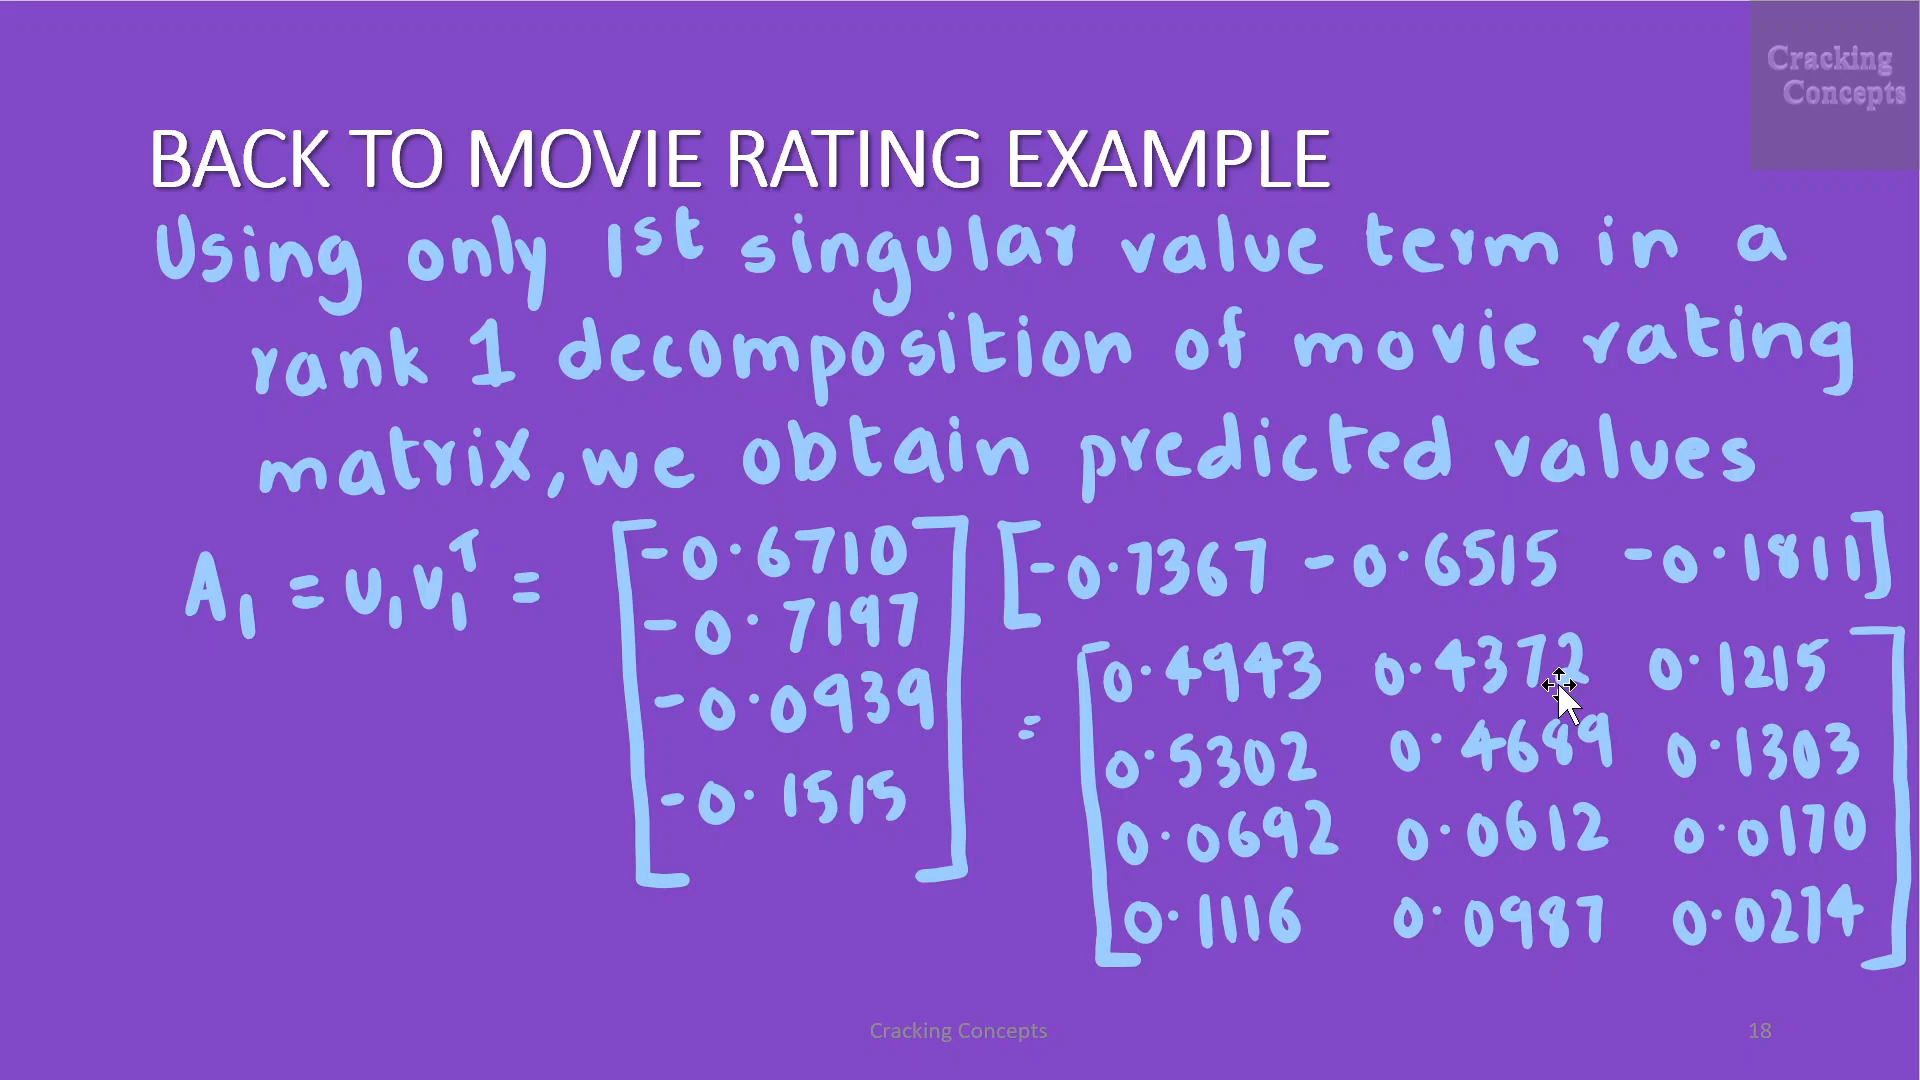 Cracking
Concepts
BACK TO MOVIE RATING EXAMPLE
Using only 1st singular value term in a
rank 1 decomposition of movie rating
matrix, we obtain predicted values
A1 = u1v1^T = [-0.6710 [-0.7367 -0.6515 -0.1811]
-0.7197
-0.0939
-0.1515]
= [0.4943 0.4372 0.1215
0.5302 0.4689 0.1303
0.0692 0.0612 0.0170
0.1116 0.0987 0.0274]
Cracking Concepts 18